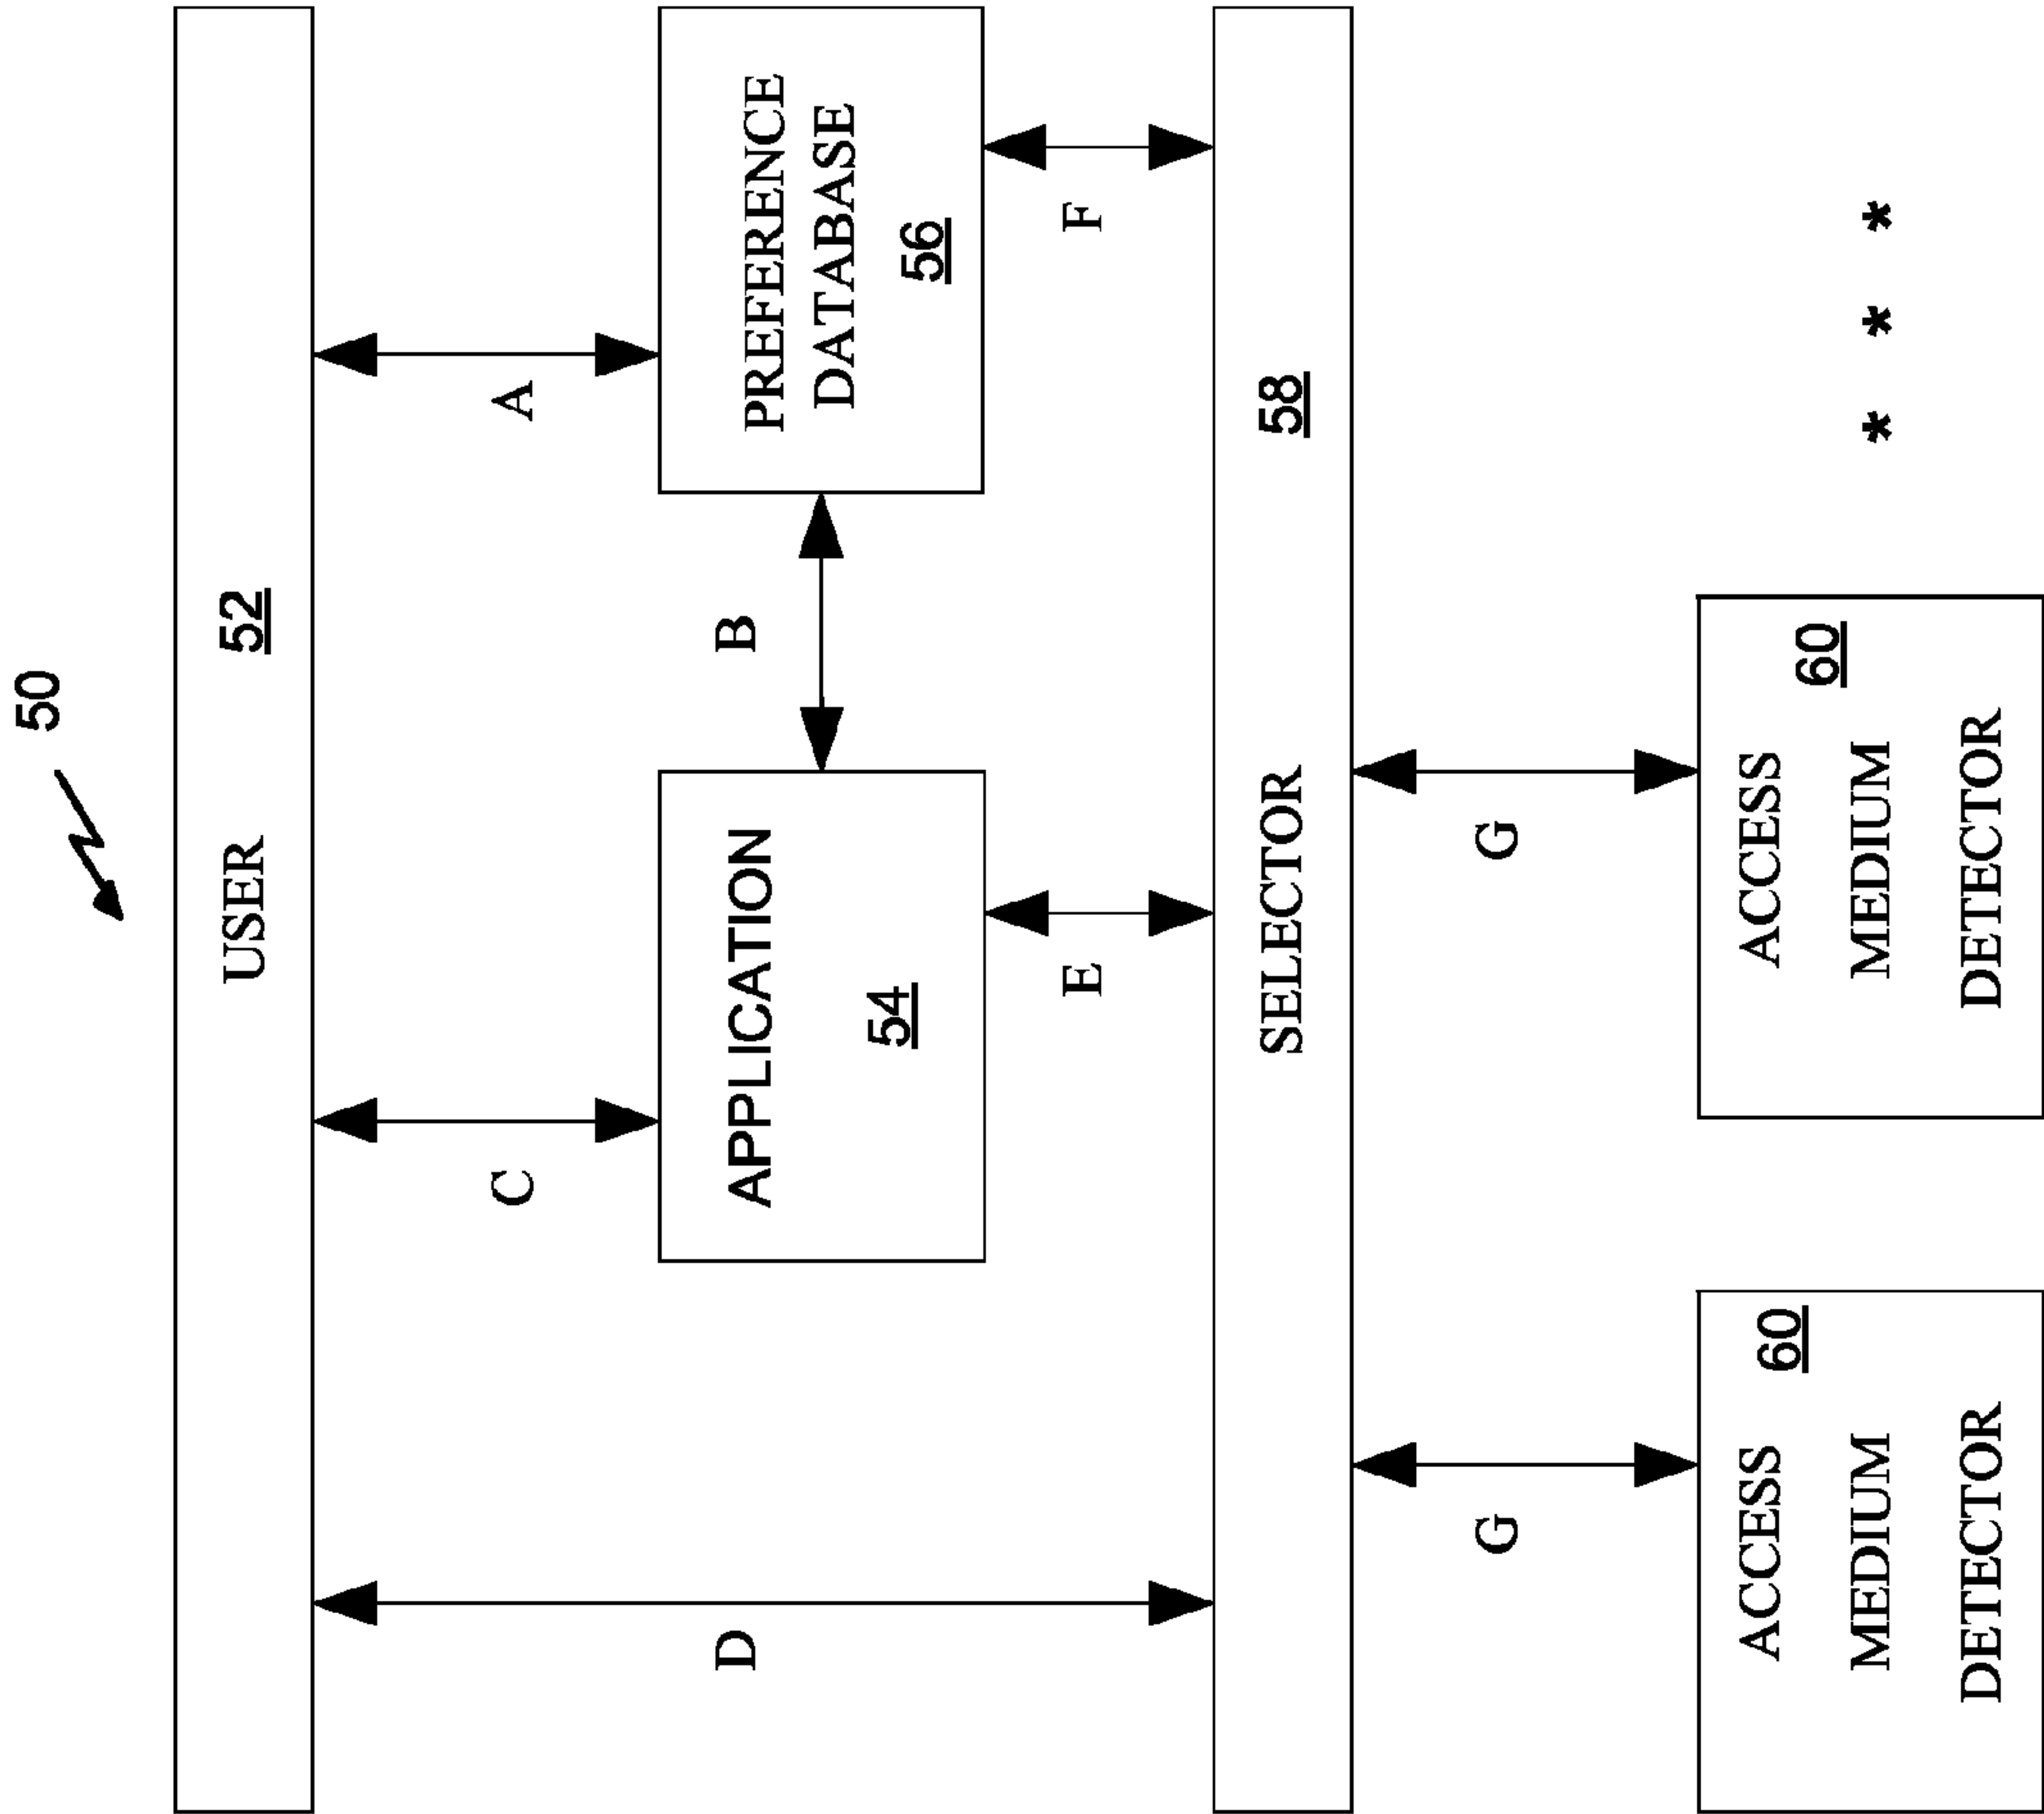 50
USER
52
C
A
D
APPLICATION
54
B
PREFERENCE
DATABASE
56
E
F
SELECTOR
58
G
G
ACCESS
60
MEDIUM
DETECTOR
ACCESS
60
MEDIUM
DETECTOR
* * *